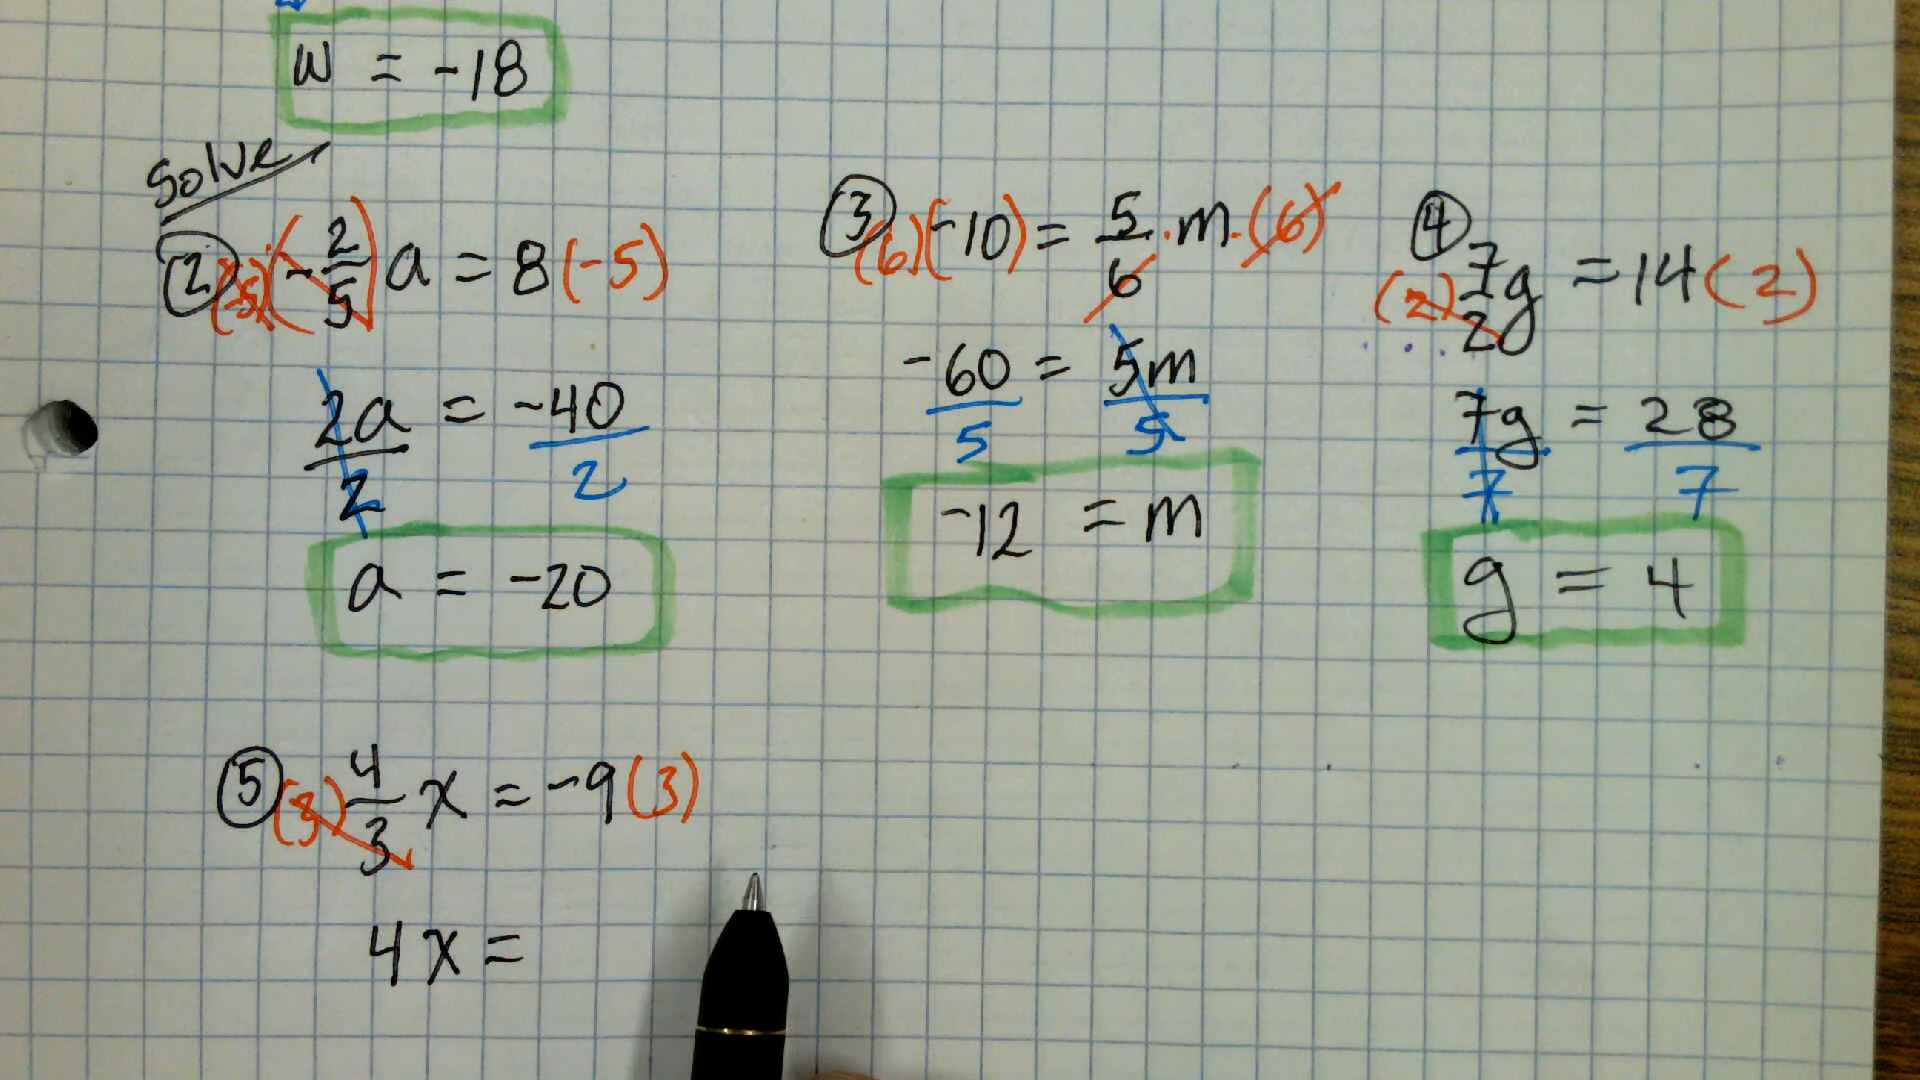 w = -18
Solve
② (-5)(-2/5)a = 8(-5)
2a/2 = -40/2
a = -20
③ (6)(-10) = 5/6 · m · (6)
-60/5 = 5m/5
-12 = m
④ (2) 7/2 g = 14(2)
7g/7 = 28/7
g = 4
⑤ (3) 4/3 x = -9(3)
4x =